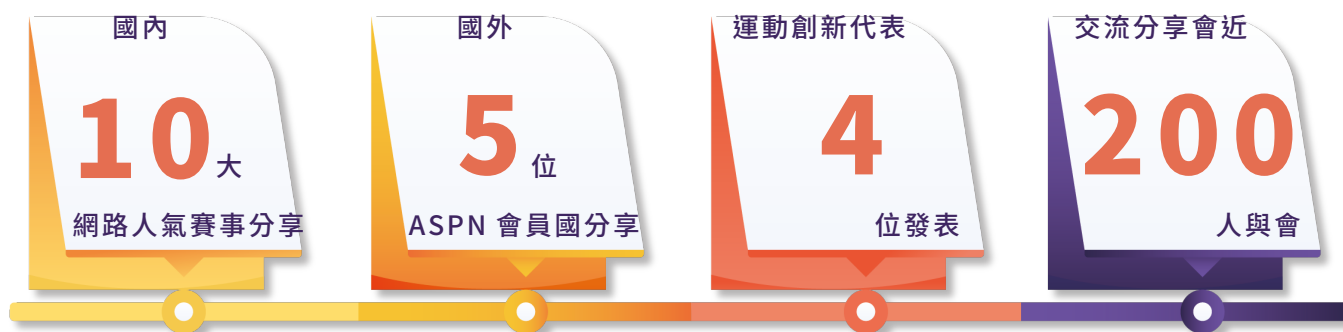 國內
10大
網路人氣賽事分享
國外
5位
ASPN 會員國分享
運動創新代表
4
位發表
交流分享會近
200
人與會